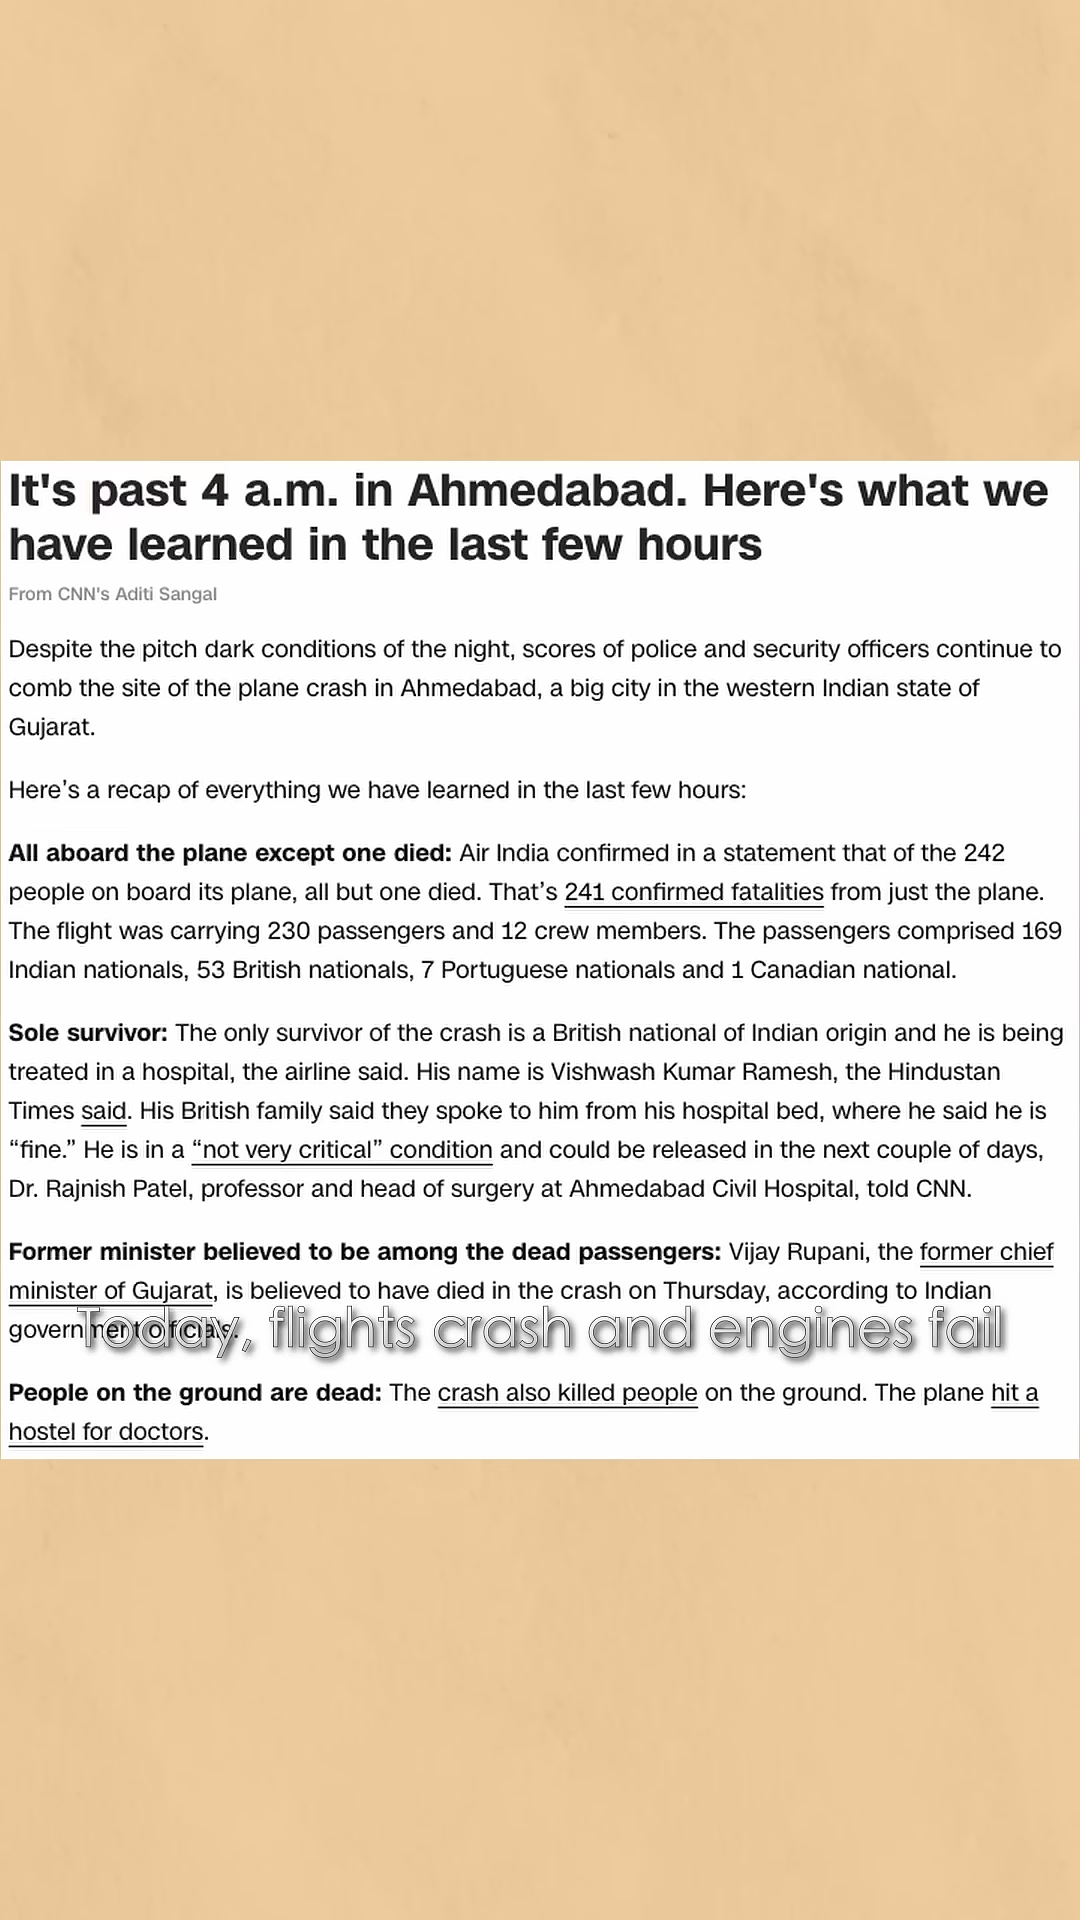 It's past 4 a.m. in Ahmedabad. Here's what we
have learned in the last few hours
From CNN's Aditi Sangal
Despite the pitch dark conditions of the night, scores of police and security officers continue to
comb the site of the plane crash in Ahmedabad, a big city in the western Indian state of
Gujarat.
Here’s a recap of everything we have learned in the last few hours:
All aboard the plane except one died: Air India confirmed in a statement that of the 242
people on board its plane, all but one died. That’s 241 confirmed fatalities from just the plane.
The flight was carrying 230 passengers and 12 crew members. The passengers comprised 169
Indian nationals, 53 British nationals, 7 Portuguese nationals and 1 Canadian national.
Sole survivor: The only survivor of the crash is a British national of Indian origin and he is being
treated in a hospital, the airline said. His name is Vishwash Kumar Ramesh, the Hindustan
Times said. His British family said they spoke to him from his hospital bed, where he said he is
“fine.” He is in a “not very critical” condition and could be released in the next couple of days,
Dr. Rajnish Patel, professor and head of surgery at Ahmedabad Civil Hospital, told CNN.
Former minister believed to be among the dead passengers: Vijay Rupani, the former chief
minister of Gujarat, is believed to have died in the crash on Thursday, according to Indian
government officials.
Today, flights crash and engines fail
People on the ground are dead: The crash also killed people on the ground. The plane hit a
hostel for doctors.